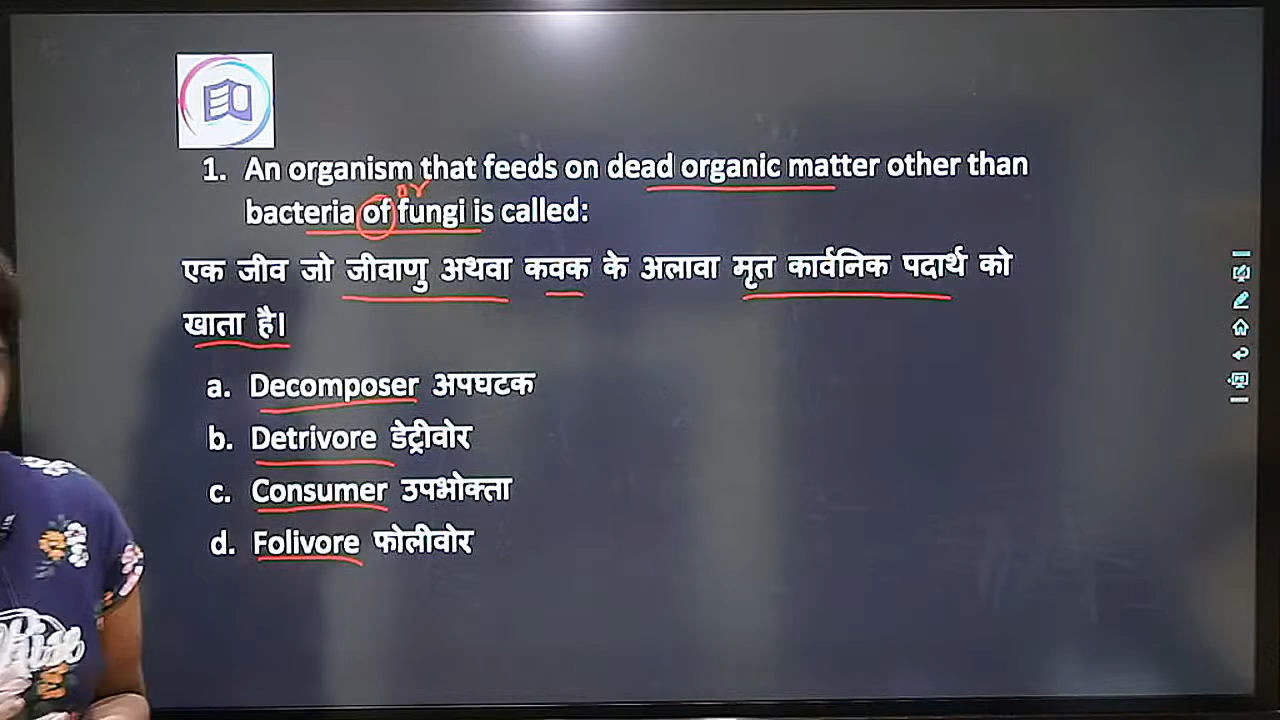 1. An organism that feeds on dead organic matter other than
or
bacteria of fungi is called:
एक जीव जो जीवाणु अथवा कवक के अलावा मृत कार्वनिक पदार्थ को
खाता है।
a. Decomposer अपघटक
b. Detrivore डेट्रीवोर
c. Consumer उपभोक्ता
d. Folivore फोलीवोर